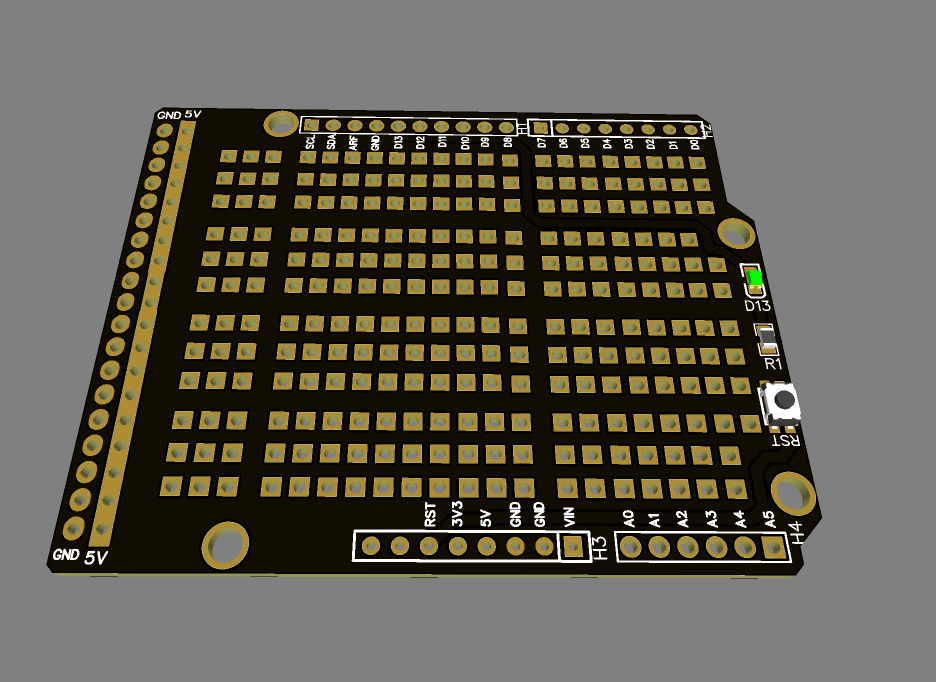 GND 5V
SCL SDA ARF GND D13 D12 D11 D10 D9 D8
D7 D6 D5 D4 D3 D2 D1 D0
H2
D13
R1
RST
RST 3V3 5V GND GND VIN
H3
A0 A1 A2 A3 A4 A5
H4
GND 5V